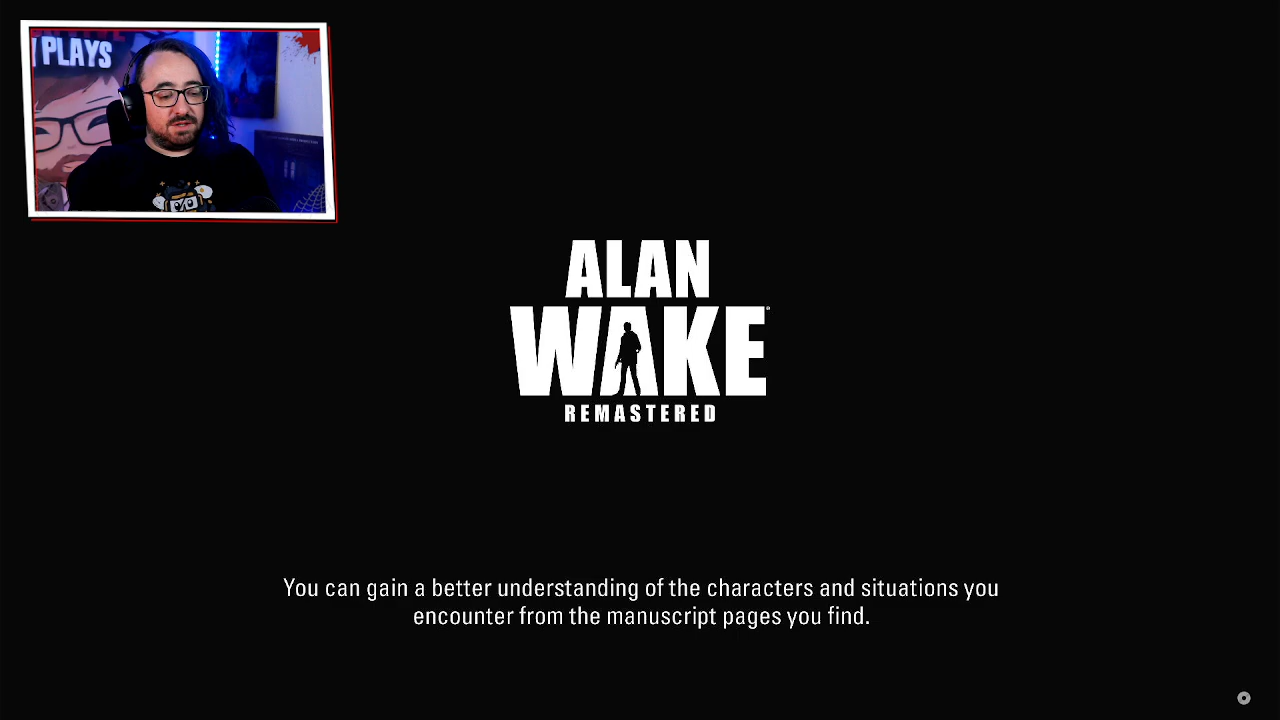 PLAYS
ALAN
WAKE
REMASTERED
You can gain a better understanding of the characters and situations you
encounter from the manuscript pages you find.